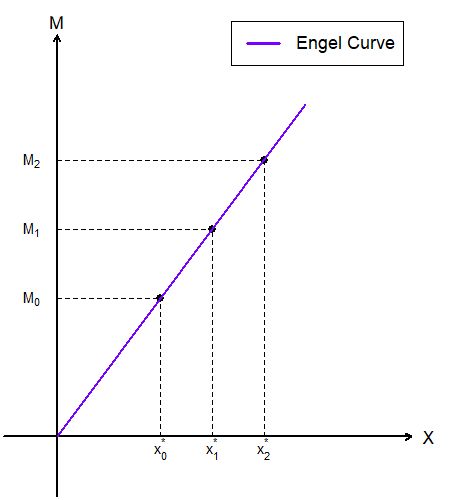 M
Engel Curve
M₂
M₁
M₀
X
x₀* x₁* x₂*